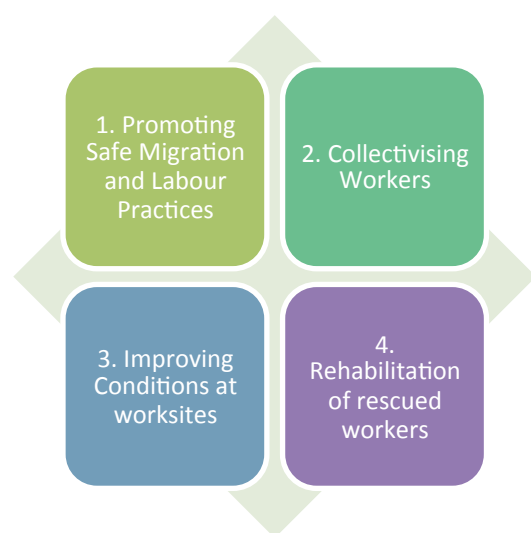 1. Promoting
Safe Migration
and Labour
Practices
2. Collectivising
Workers
3. Improving
Conditions at
worksites
4.
Rehabilitation
of rescued
workers